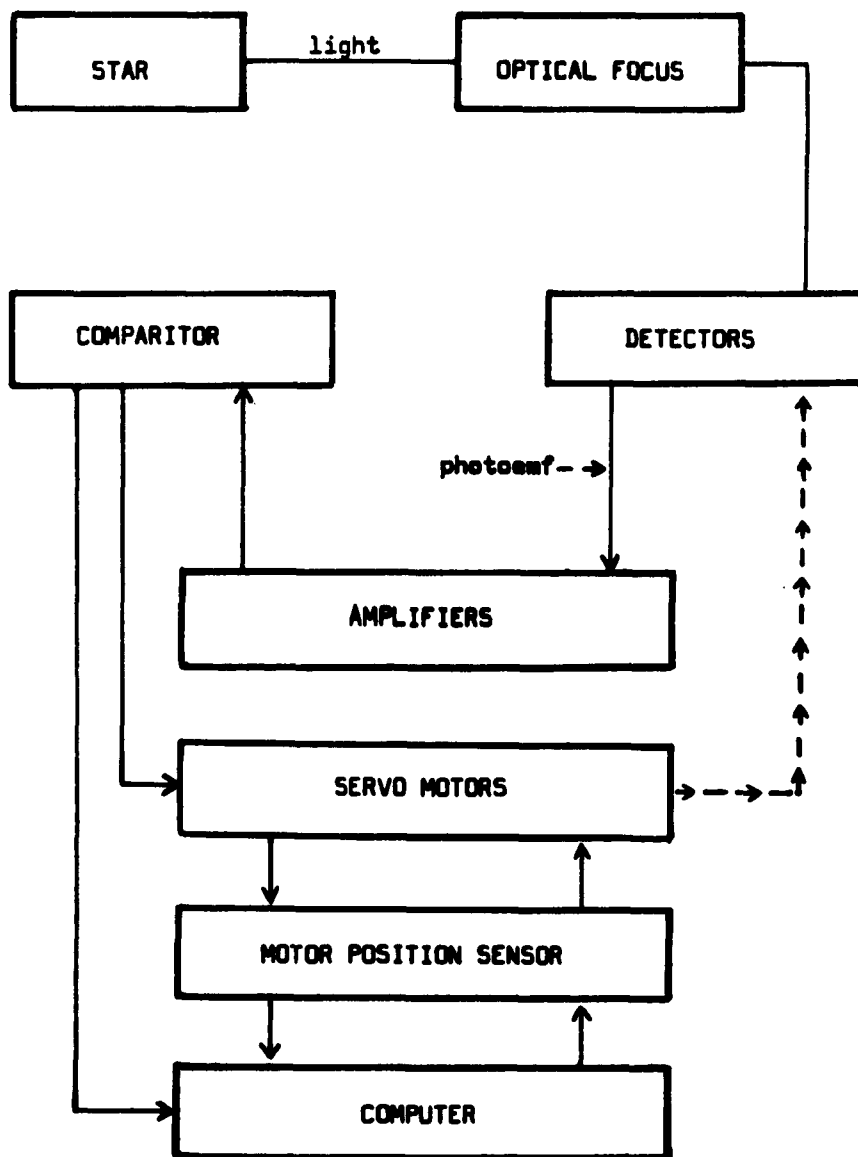 light
STAR
OPTICAL FOCUS
COMPARITOR
DETECTORS
photoemf
AMPLIFIERS
SERVO MOTORS
MOTOR POSITION SENSOR
COMPUTER